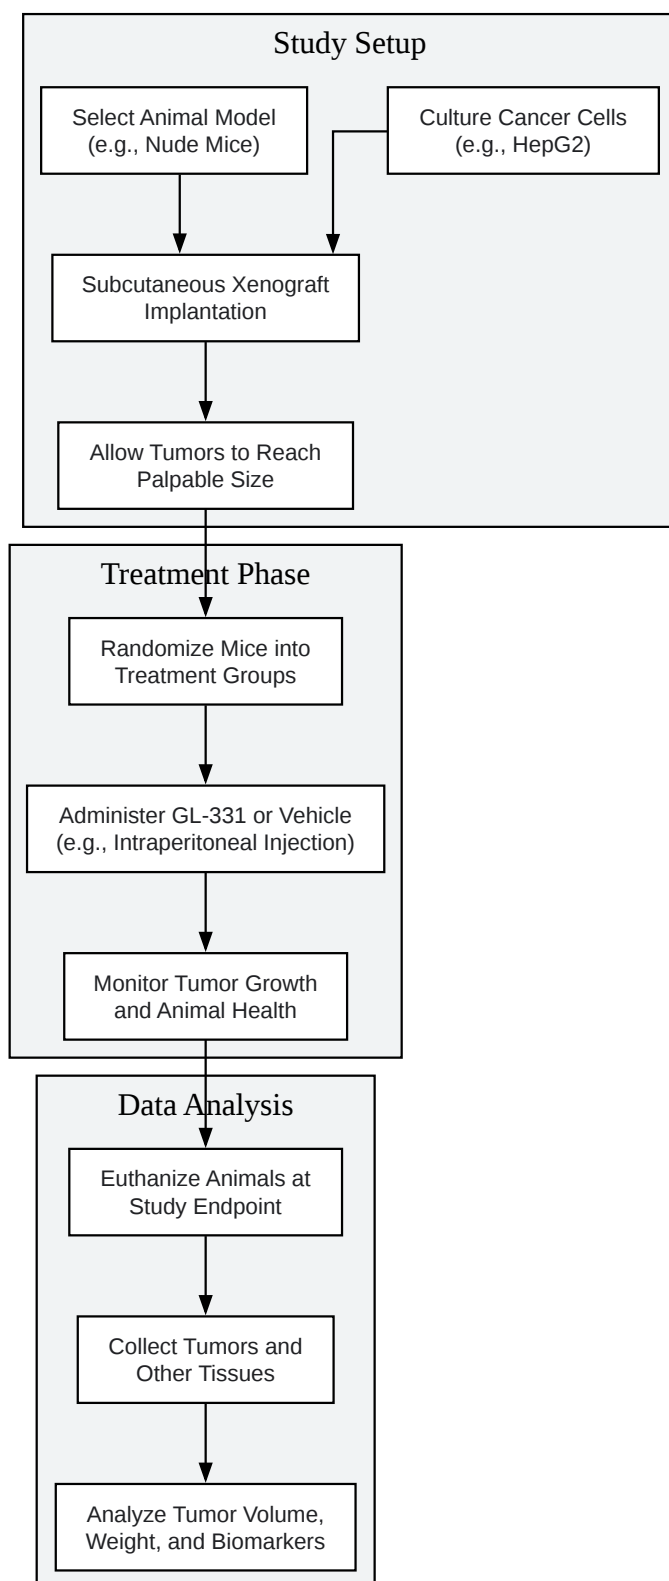 Study Setup
Select Animal Model
(e.g., Nude Mice)
Culture Cancer Cells
(e.g., HepG2)
Subcutaneous Xenograft
Implantation
Allow Tumors to Reach
Palpable Size
Treatment Phase
Randomize Mice into
Treatment Groups
Administer GL-331 or Vehicle
(e.g., Intraperitoneal Injection)
Monitor Tumor Growth
and Animal Health
Data Analysis
Euthanize Animals at
Study Endpoint
Collect Tumors and
Other Tissues
Analyze Tumor Volume,
Weight, and Biomarkers